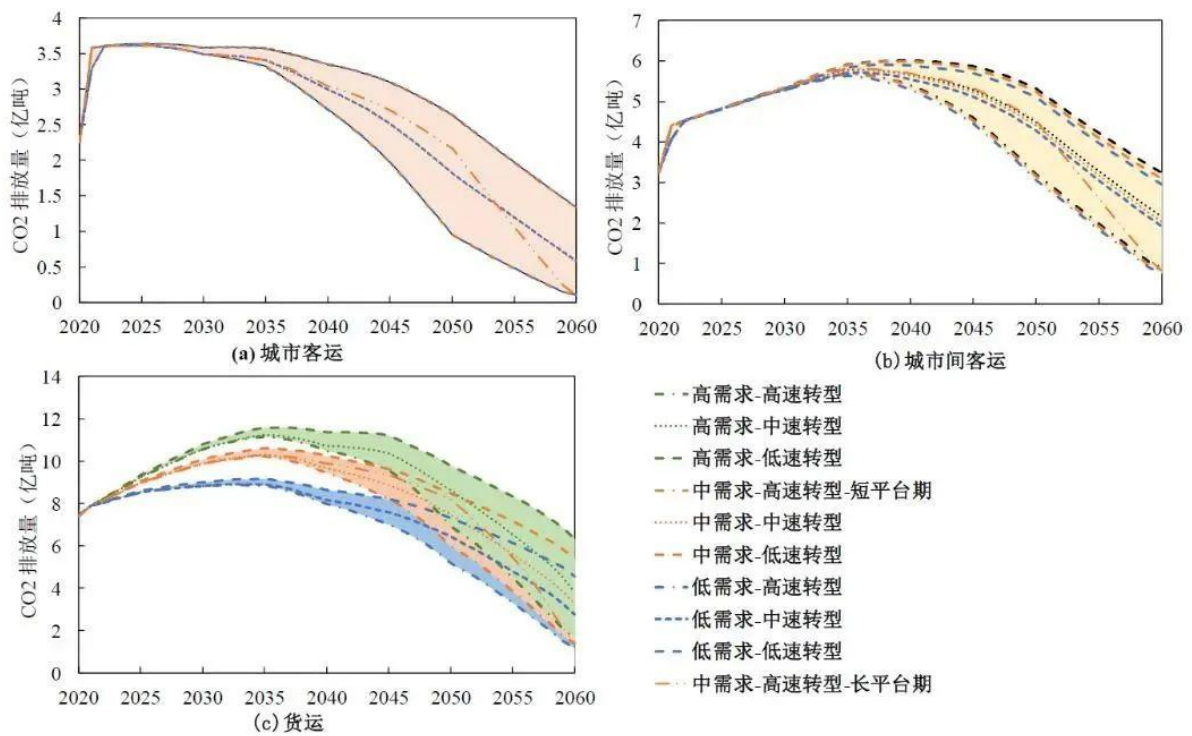 CO2 排放量（亿吨）
4
3.5
3
2.5
2
1.5
1
0.5
0
2020 2025 2030 2035 2040 2045 2050 2055 2060
(a) 城市客运
CO2 排放量（亿吨）
7
6
5
4
3
2
1
0
2020 2025 2030 2035 2040 2045 2050 2055 2060
(b) 城市间客运
CO2 排放量（亿吨）
14
12
10
8
6
4
2
0
2020 2025 2030 2035 2040 2045 2050 2055 2060
(c) 货运
高需求-高速转型
高需求-中速转型
高需求-低速转型
中需求-高速转型-短平台期
中需求-中速转型
中需求-低速转型
低需求-高速转型
低需求-中速转型
低需求-低速转型
中需求-高速转型-长平台期